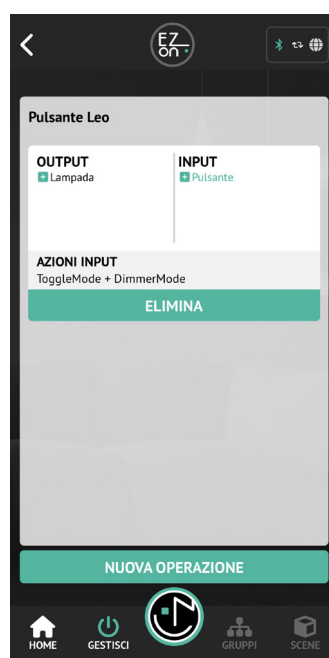 EZ
on
Pulsante Leo
OUTPUT
Lampada
INPUT
Pulsante
AZIONI INPUT
ToggleMode + DimmerMode
ELIMINA
NUOVA OPERAZIONE
HOME
GESTISCI
GRUPPI
SCENE